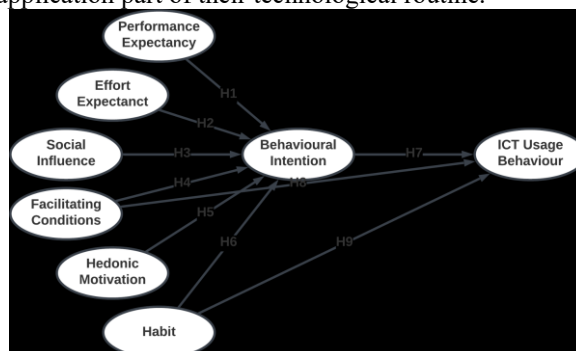 application part of their technological routine.
Performance
Expectancy
H1
Effort
Expectanct
H2
Social
Influence
H3
Behavioural
Intention
H7
ICT Usage
Behaviour
H4
H8
Facilitating
Conditions
H5
H6
H9
Hedonic
Motivation
Habit